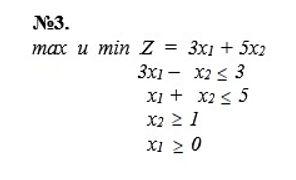 №3.
max и min Z = 3x₁ + 5x₂
3x₁ − x₂ ≤ 3
x₁ + x₂ ≤ 5
x₂ ≥ 1
x₁ ≥ 0